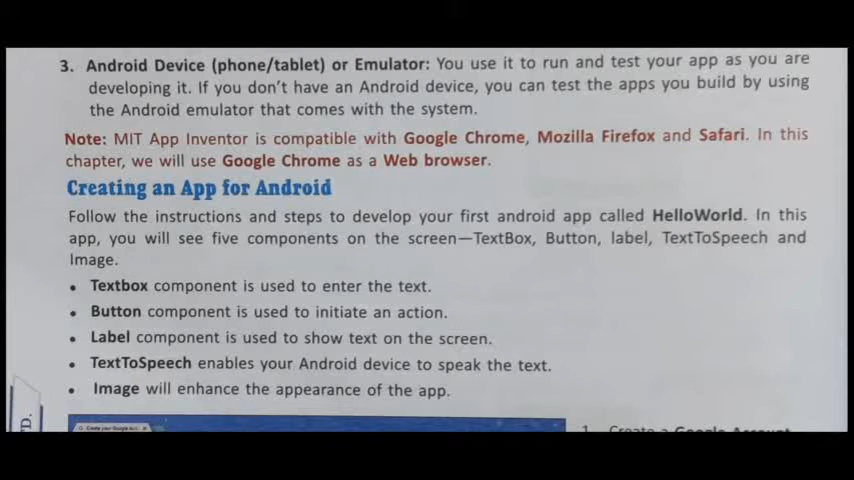 3. Android Device (phone/tablet) or Emulator: You use it to run and test your app as you are
developing it. If you don't have an Android device, you can test the apps you build by using
the Android emulator that comes with the system.
Note: MIT App Inventor is compatible with Google Chrome, Mozilla Firefox and Safari. In this
chapter, we will use Google Chrome as a Web browser.
Creating an App for Android
Follow the instructions and steps to develop your first android app called HelloWorld. In this
app, you will see five components on the screen—TextBox, Button, label, TextToSpeech and
Image.
• Textbox component is used to enter the text.
• Button component is used to initiate an action.
• Label component is used to show text on the screen.
• TextToSpeech enables your Android device to speak the text.
• Image will enhance the appearance of the app.
1. Create a Google Account